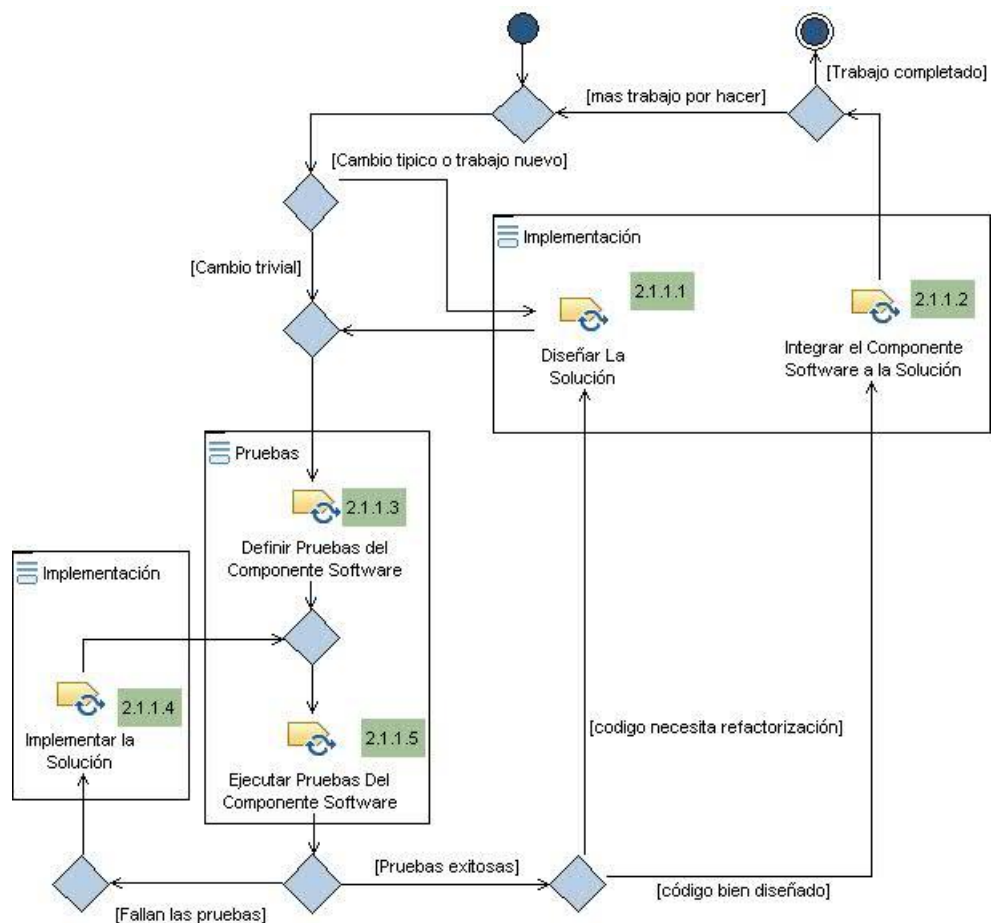 [Trabajo completado]
[mas trabajo por hacer]
[Cambio tipico o trabajo nuevo]
Implementación
[Cambio trivial]
2.1.1.1
2.1.1.2
Diseñar La
Solución
Integrar el Componente
Software a la Solución
Pruebas
2.1.1.3
Definir Pruebas del
Componente Software
Implementación
2.1.1.4
Implementar la
Solución
2.1.1.5
Ejecutar Pruebas Del
Componente Software
[codigo necesita refactorización]
[Pruebas exitosas]
[código bien diseñado]
[Fallan las pruebas]